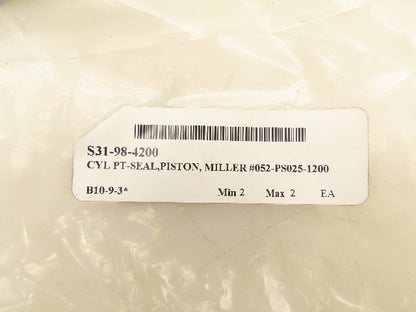 S31-98-4200
CYL PT-SEAL,PISTON, MILLER #052-PS025-1200
B10-9-3* Min 2 Max 2 EA